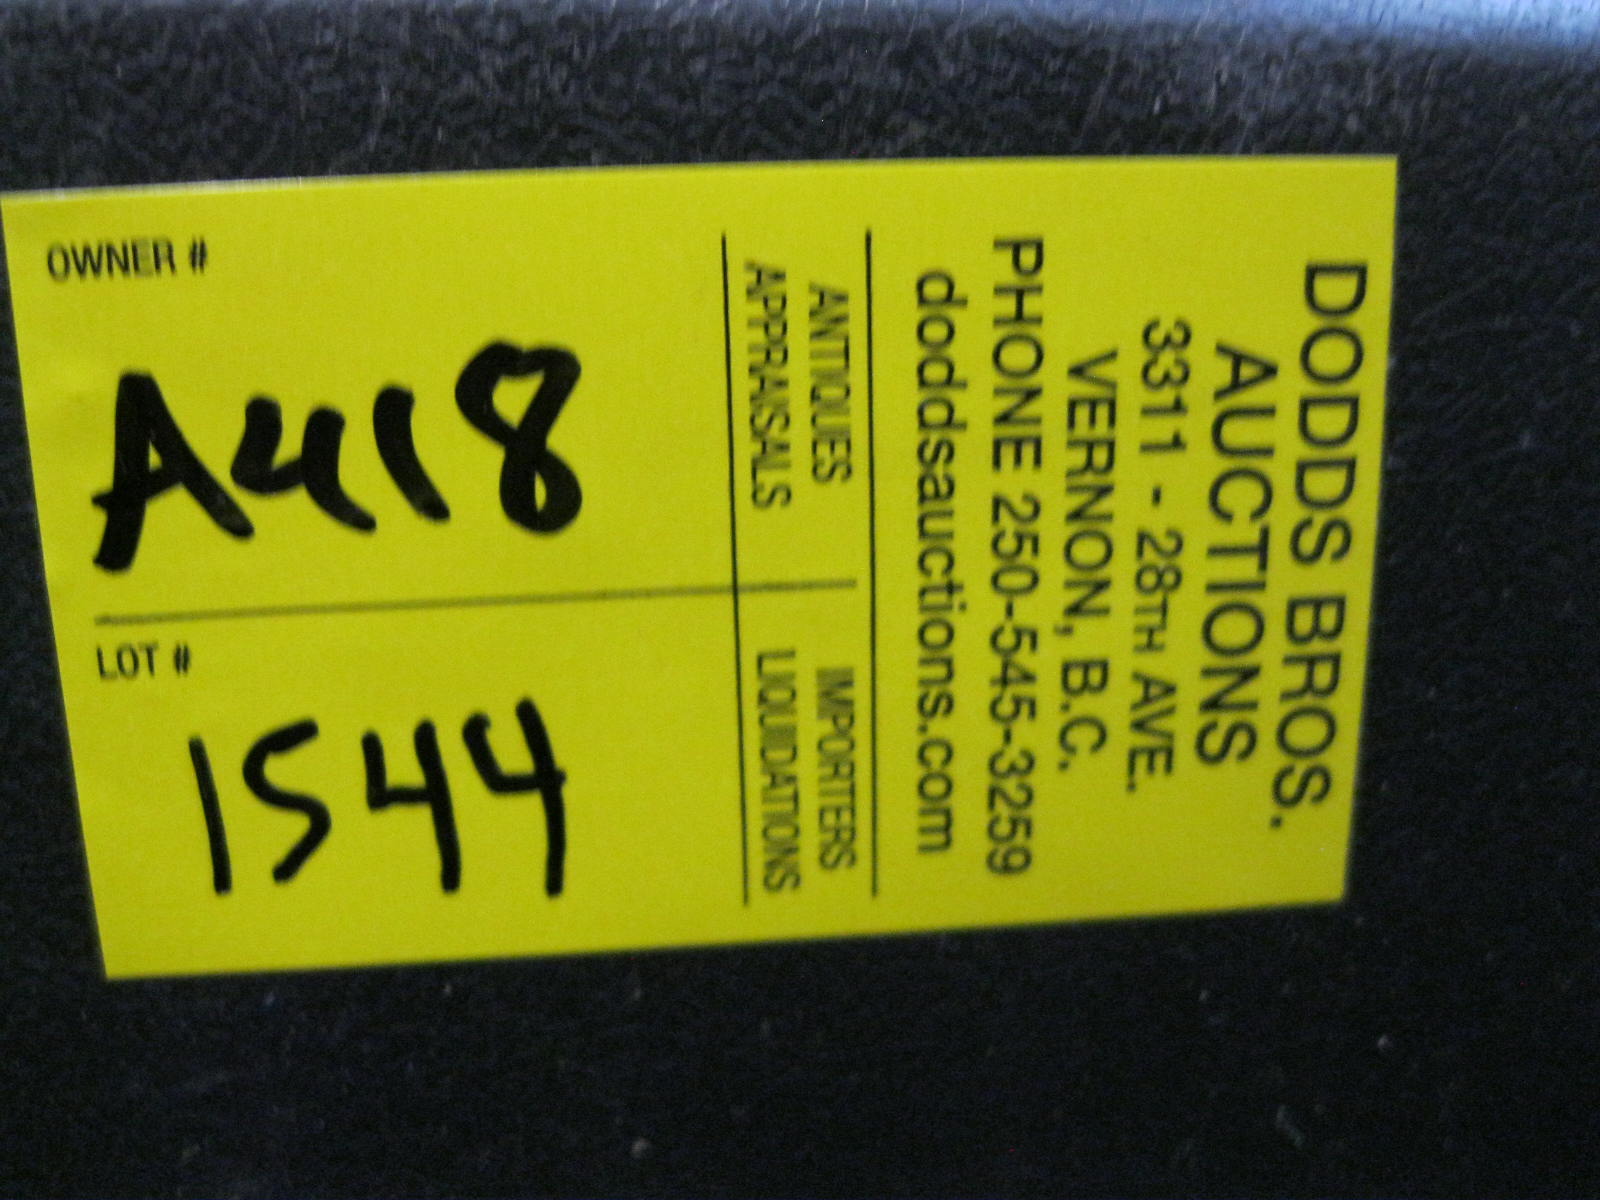 DODDS BROS.
AUCTIONS
3311 - 28TH AVE.
VERNON, B.C.
PHONE 250-545-3259
doddsauctions.com
ANTIQUES IMPORTERS
APPRAISALS LIQUIDATIONS
OWNER #
A418
LOT #
1544